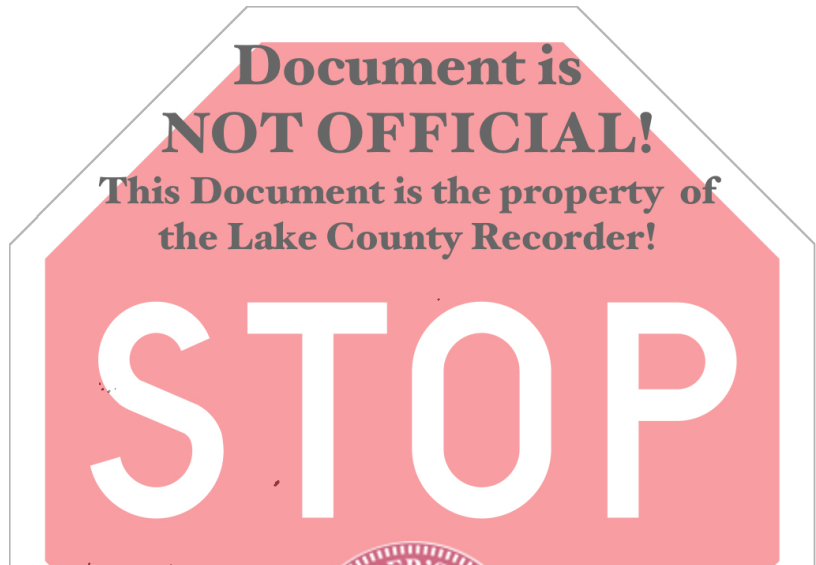 Document is
NOT OFFICIAL!
This Document is the property of
the Lake County Recorder!
STOP